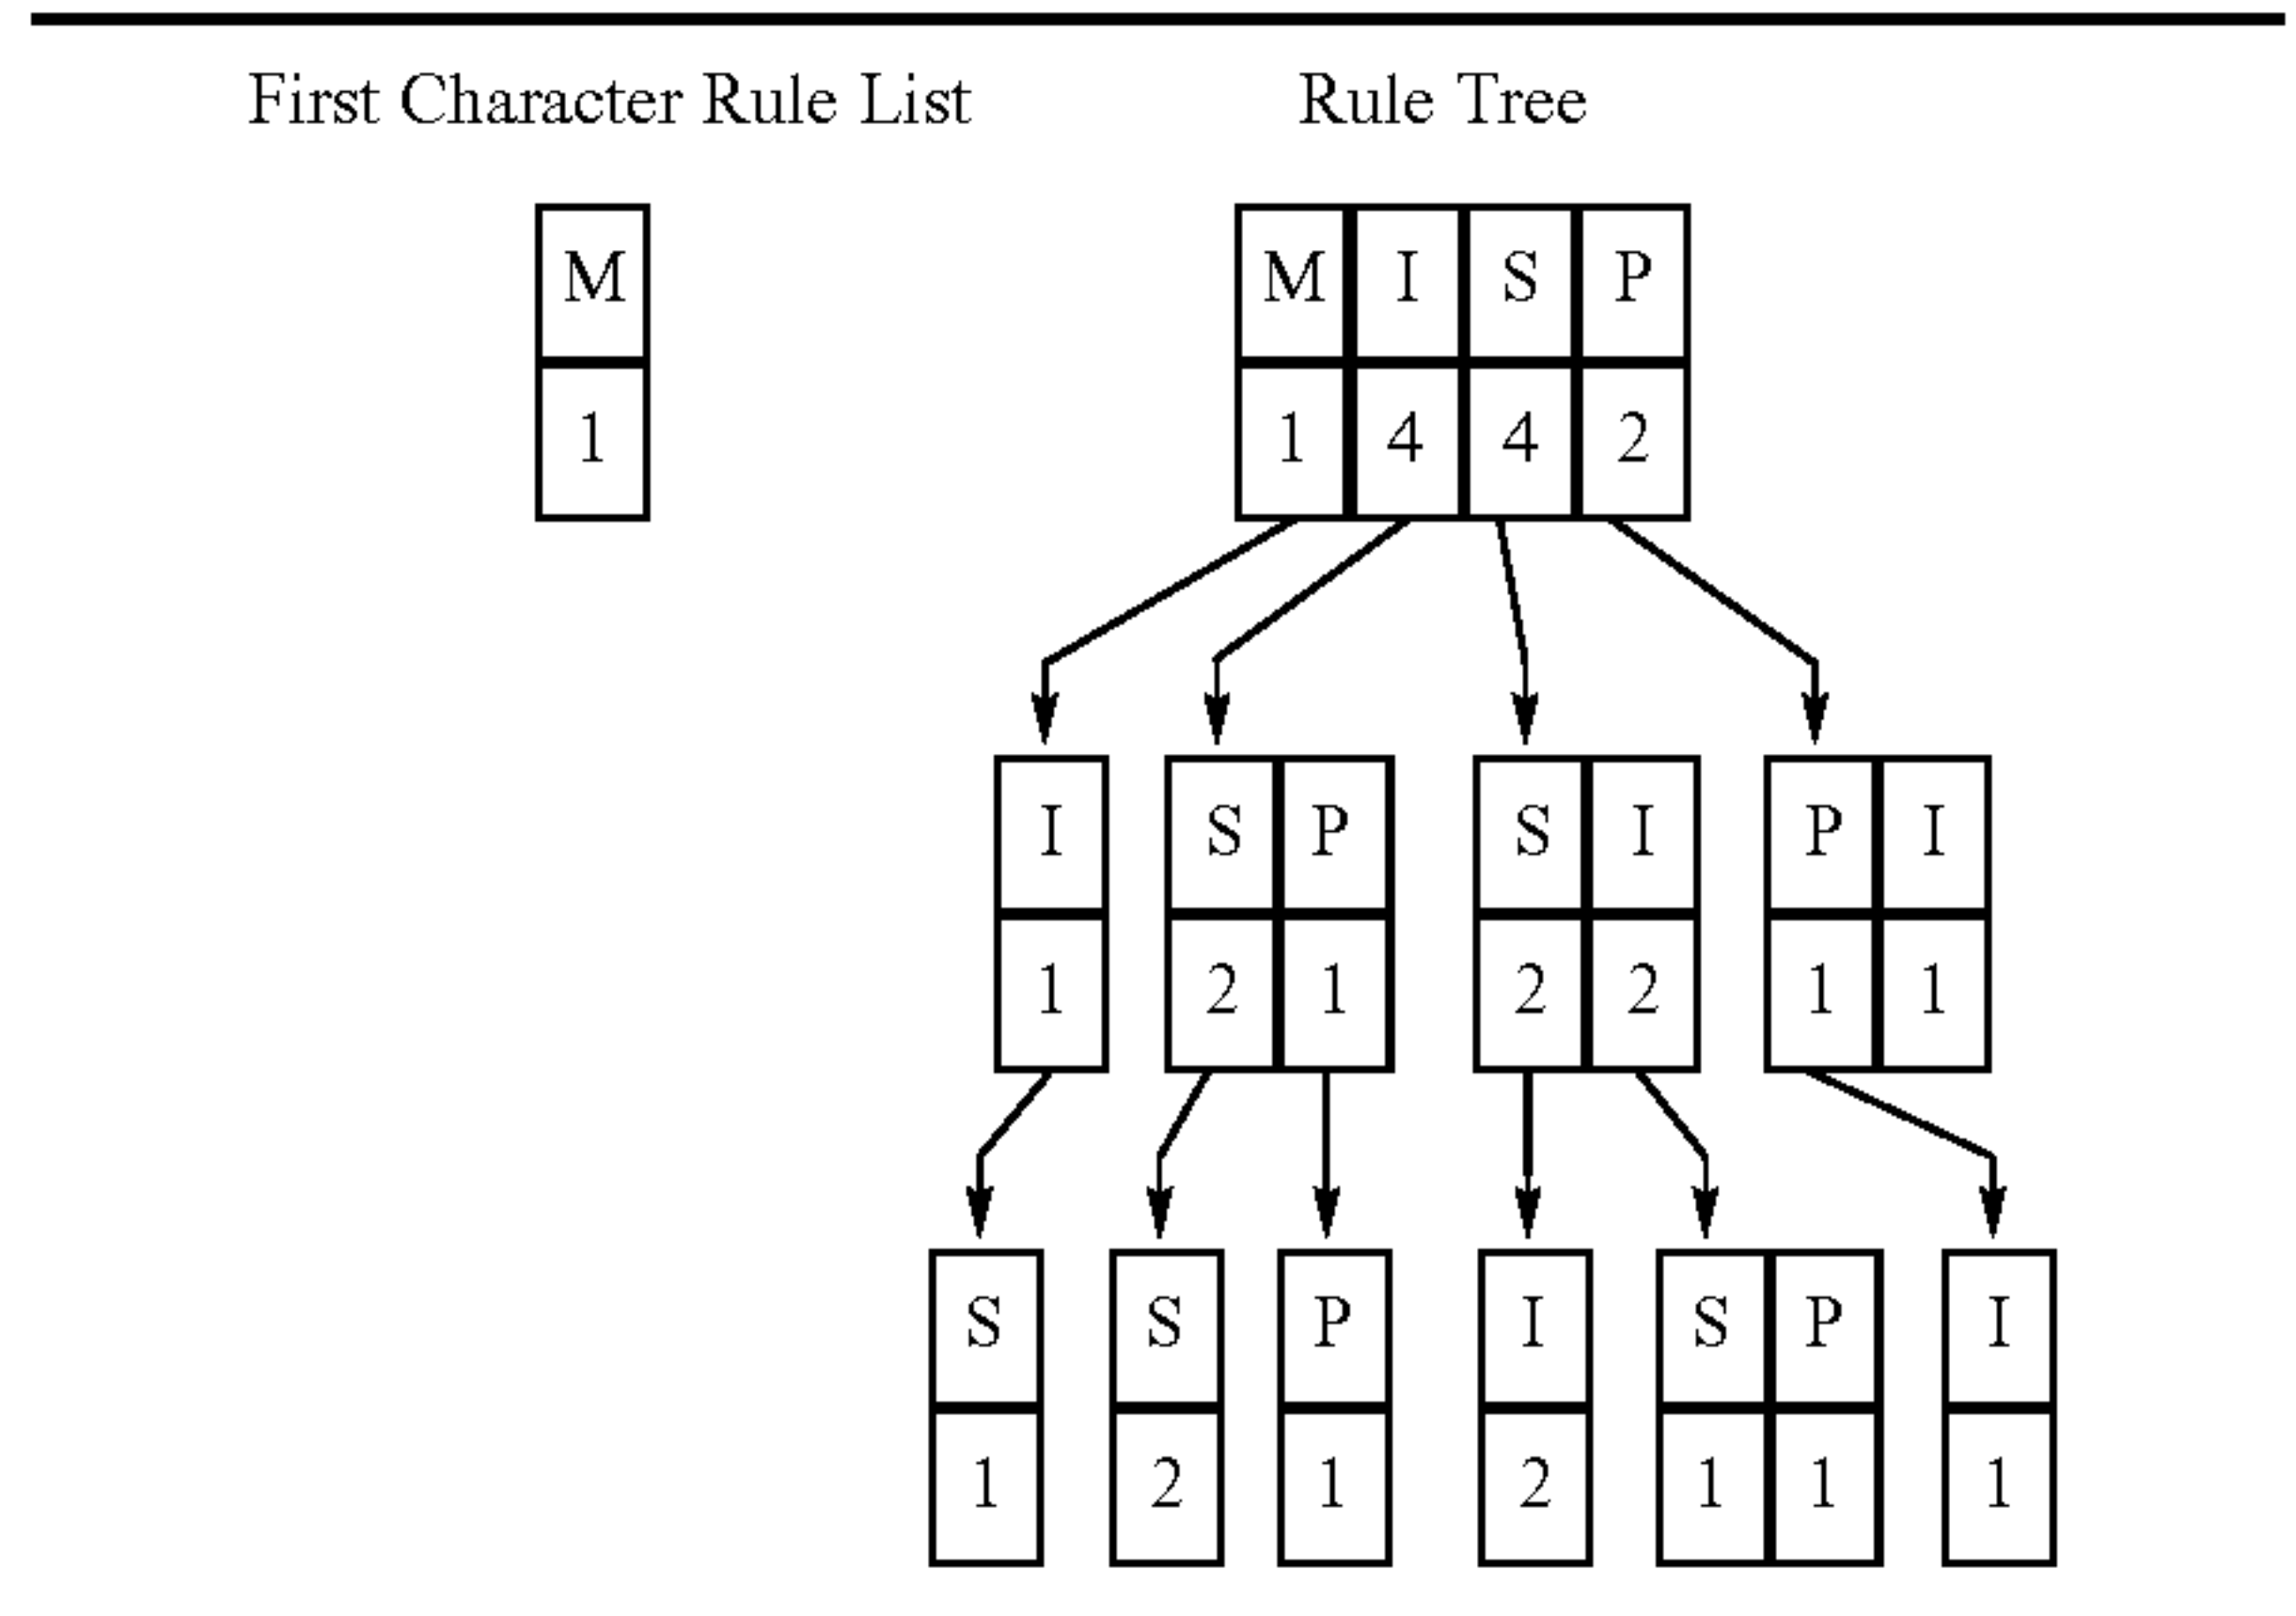 First Character Rule List Rule Tree
M M I S P
1 1 4 4 2
I S P S I P I
1 2 1 2 2 1 1
S S P I S P I
1 2 1 2 1 1 1